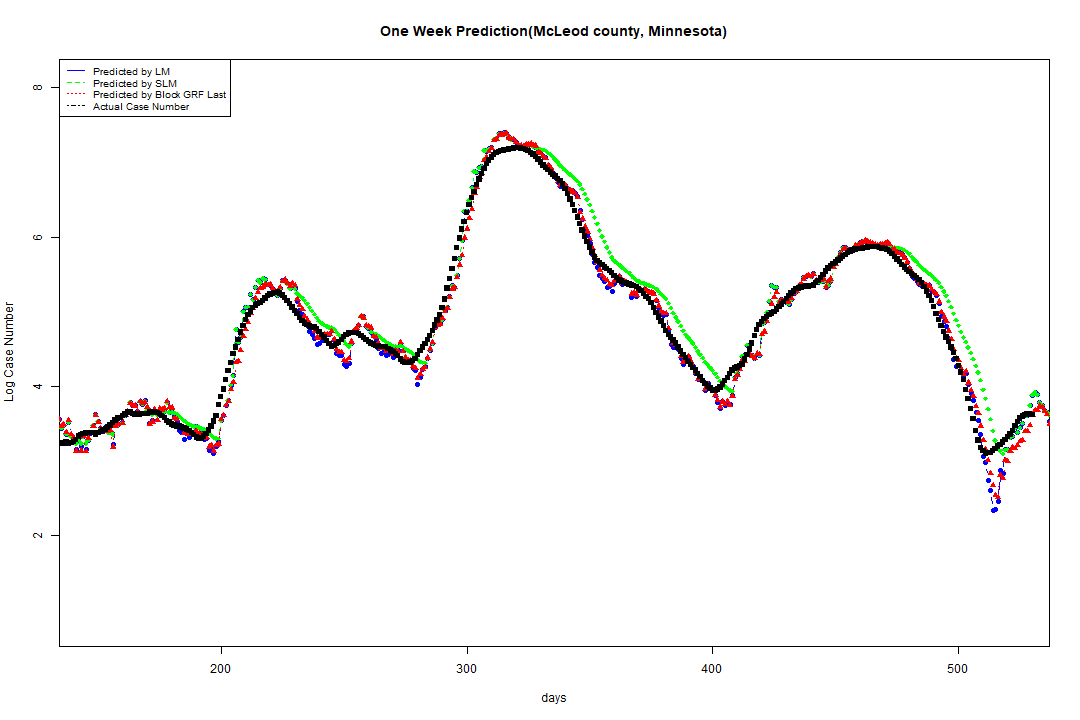 One Week Prediction(McLeod county, Minnesota)
Predicted by LM
Predicted by SLM
Predicted by Block GRF Last
Actual Case Number
8
6
4
2
Log Case Number
200 300 400 500
days